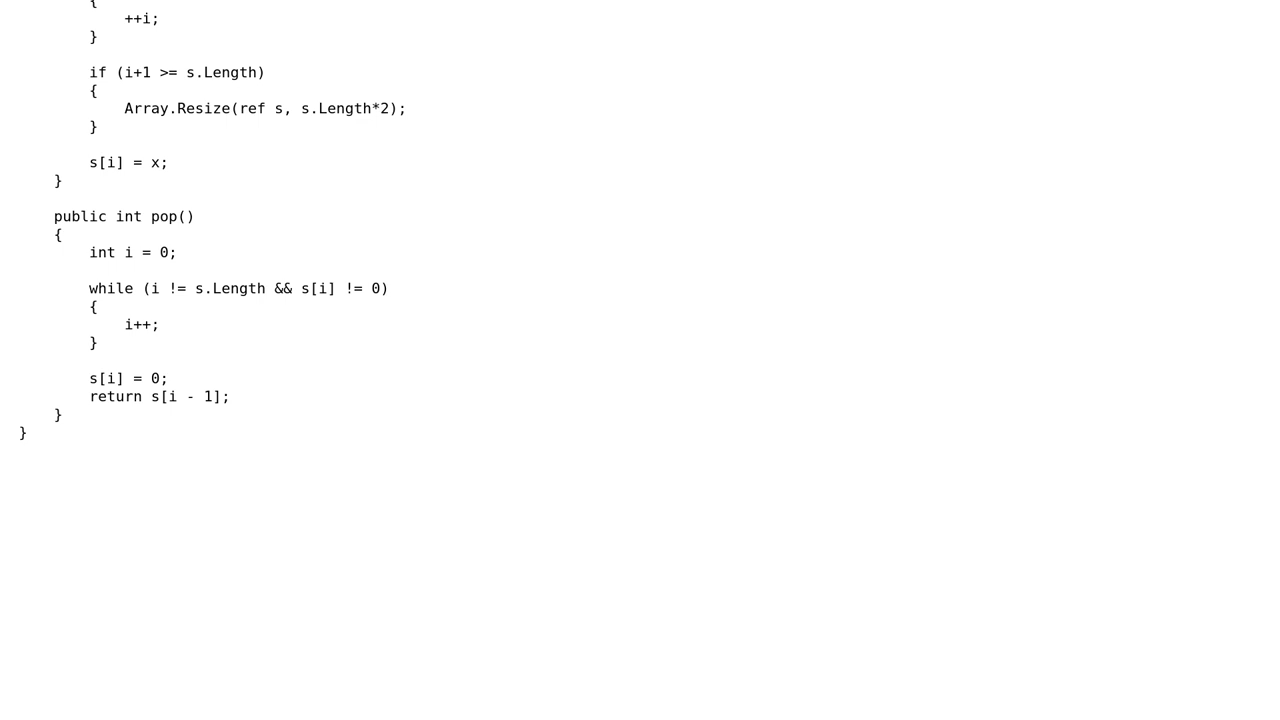 {
++i;
}
if (i+1 >= s.Length)
{
Array.Resize(ref s, s.Length*2);
}
s[i] = x;
}
public int pop()
{
int i = 0;
while (i != s.Length && s[i] != 0)
{
i++;
}
s[i] = 0;
return s[i - 1];
}
}